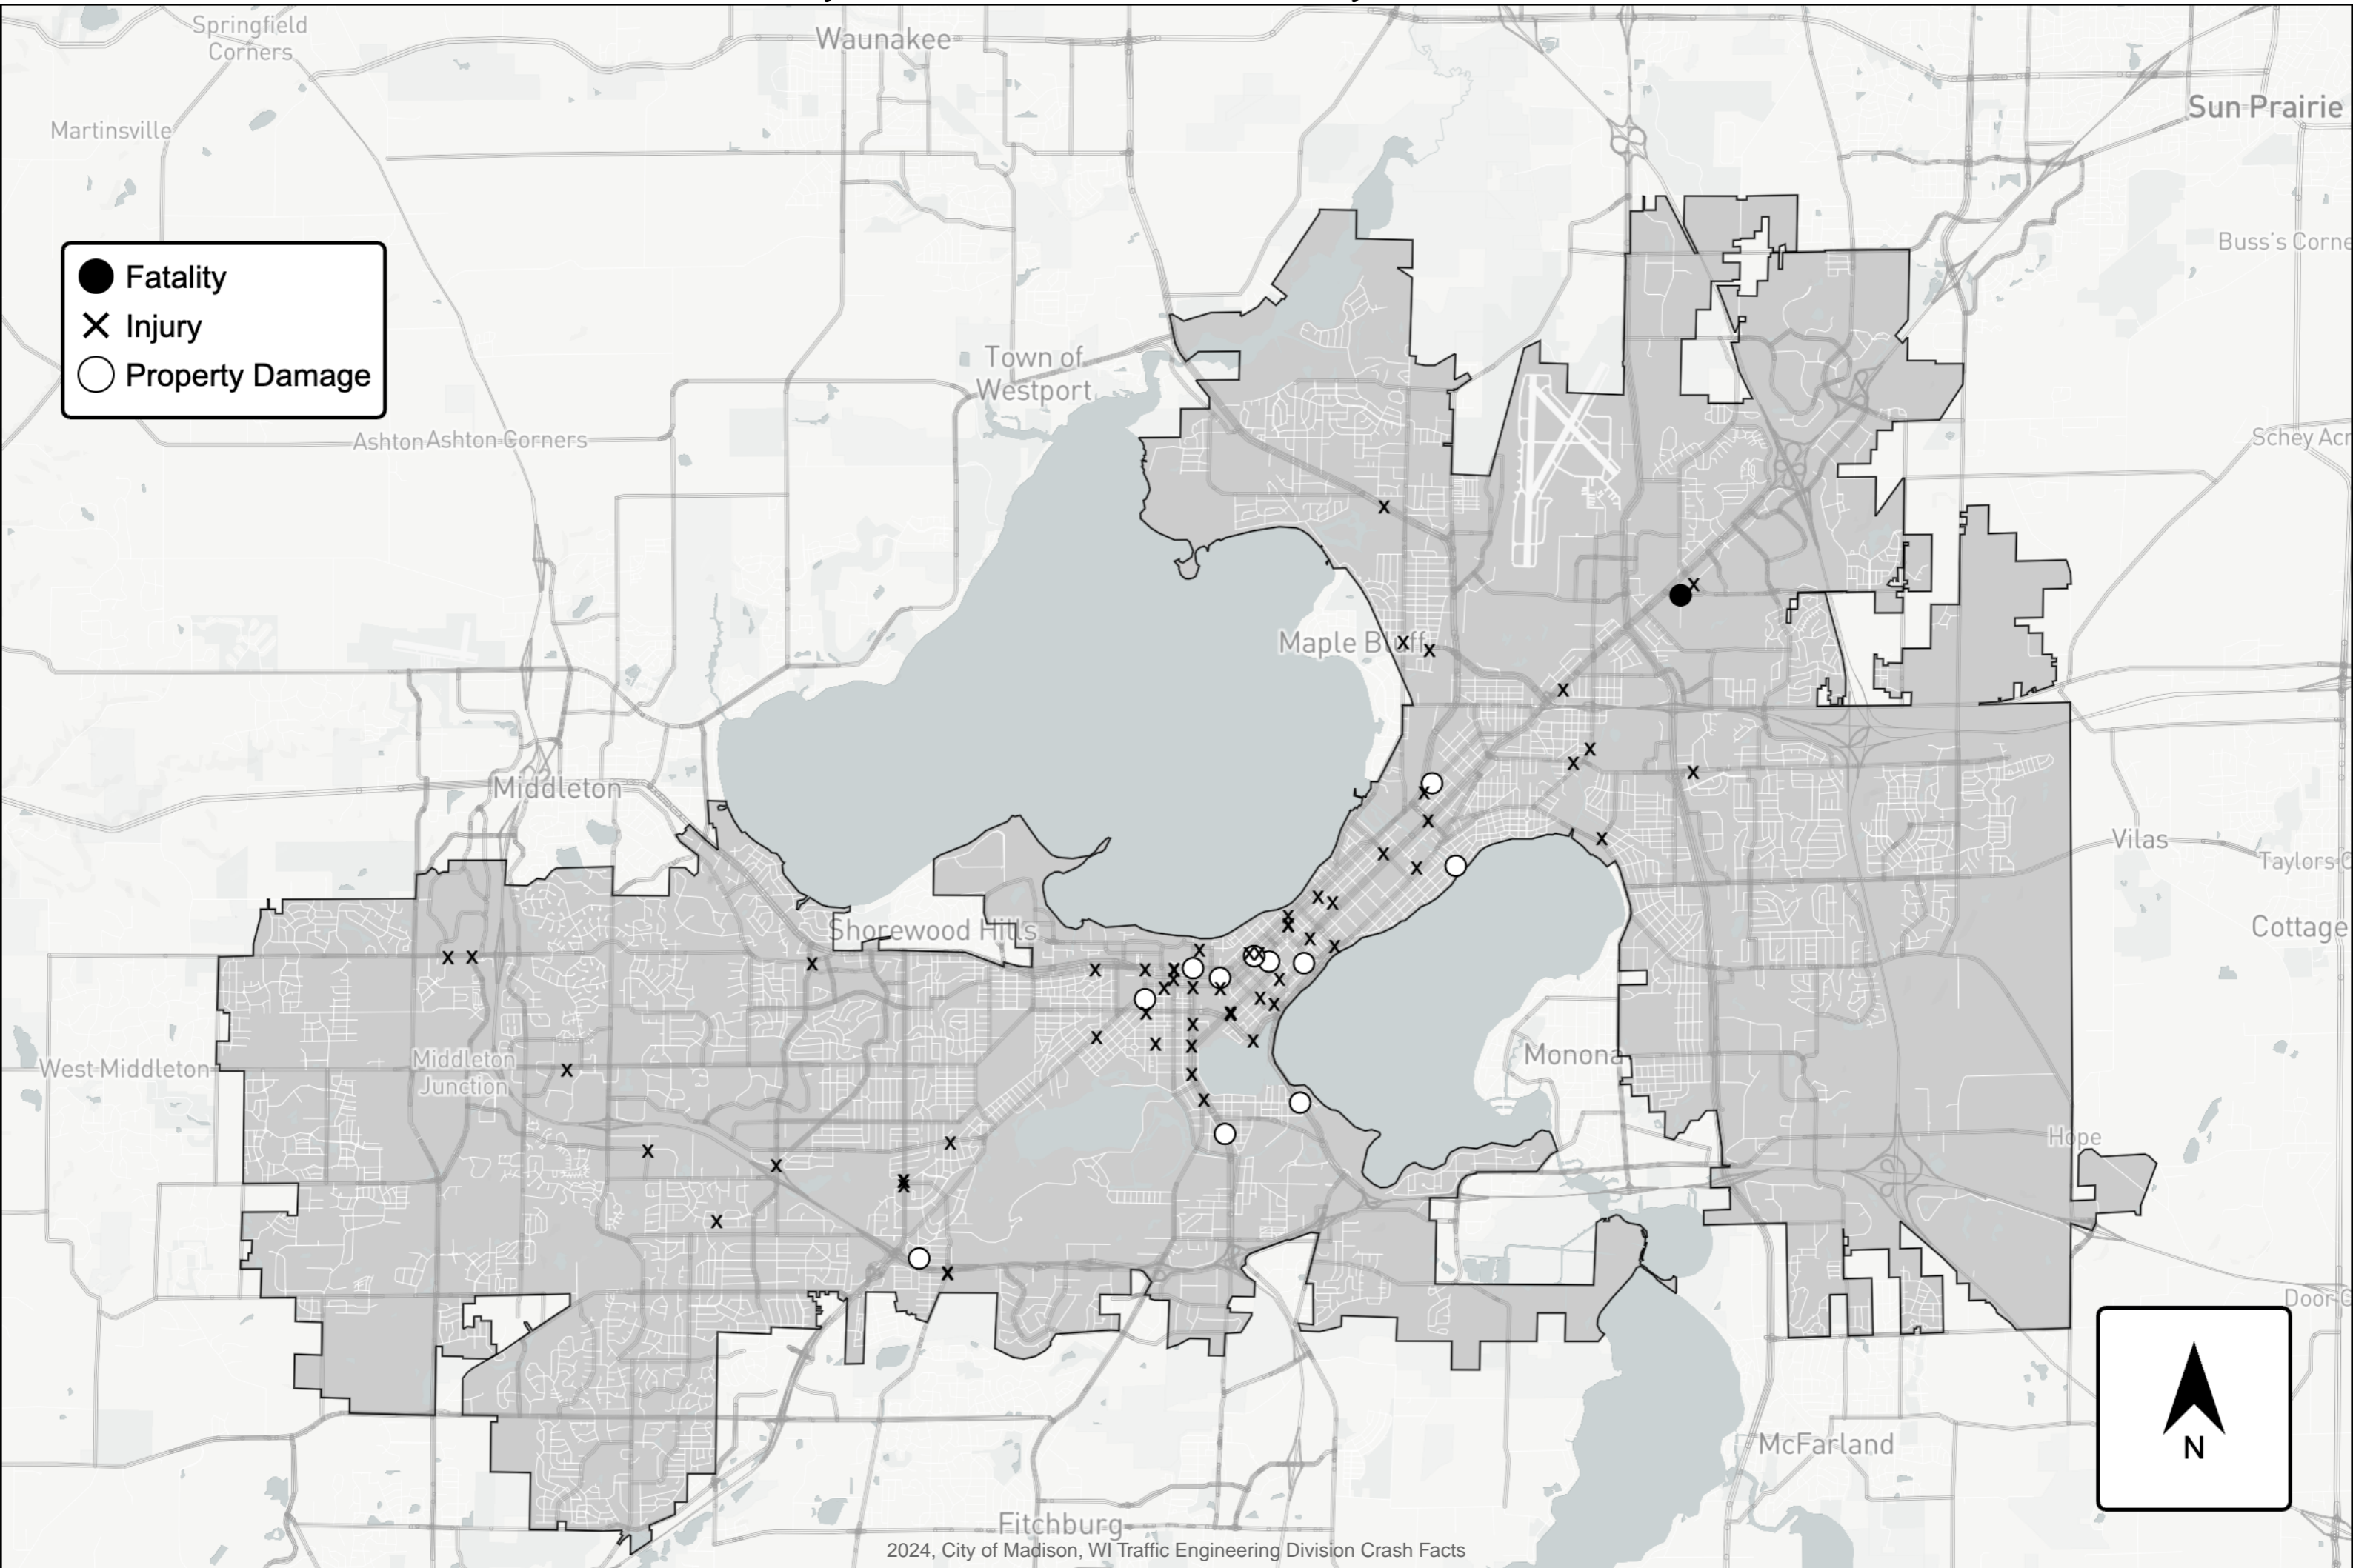 Springfield
Corners
Waunakee
Sun Prairie
Martinsville
Buss's Corne
Fatality
Injury
Property Damage
Town of
Westport
Ashton
Ashton Corners
Schey Acr
Maple Bluff
Middleton
Vilas
Taylors C
Cottage
Shorewood Hills
Monona
West Middleton
Middleton
Junction
Hope
Door C
McFarland
N
Fitchburg
2024, City of Madison, WI Traffic Engineering Division Crash Facts